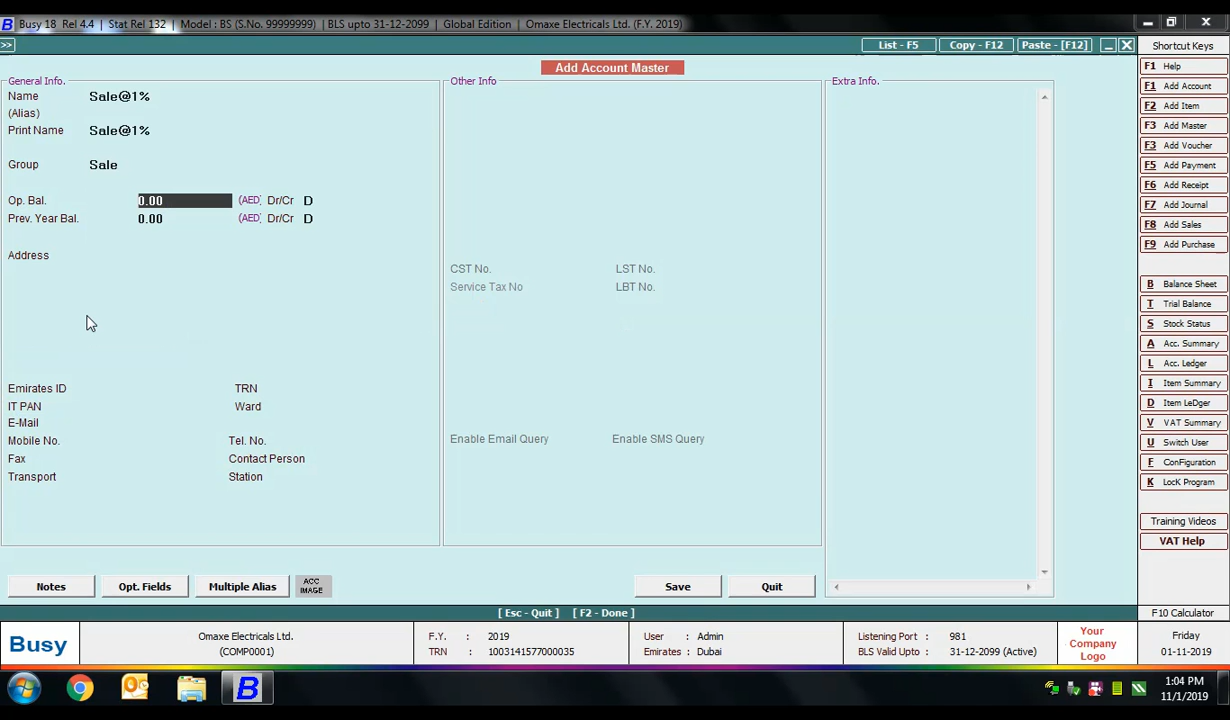 Busy 18 Rel 4.4 | Stat Rel 132 | Model : BS (S.No. 99999999) | BLS upto 31-12-2099 | Global Edition | Omaxe Electricals Ltd. (F.Y. 2019)
>> List - F5 Copy - F12 Paste - [F12] Shortcut Keys
Add Account Master
General Info. Other Info Extra Info.
Name Sale@1%
(Alias)
Print Name Sale@1%
Group Sale
Op. Bal. 0.00 (AED) Dr/Cr D
Prev. Year Bal. 0.00 (AED) Dr/Cr D
Address
CST No. LST No.
Service Tax No LBT No.
Emirates ID TRN
IT PAN Ward
E-Mail
Mobile No. Tel. No.
Enable Email Query Enable SMS Query
Fax Contact Person
Transport Station
Notes Opt. Fields Multiple Alias ACC IMAGE Save Quit
[ Esc - Quit ] [ F2 - Done ]
F1 Help
F1 Add Account
F2 Add Item
F3 Add Master
F3 Add Voucher
F5 Add Payment
F6 Add Receipt
F7 Add Journal
F8 Add Sales
F9 Add Purchase
B Balance Sheet
T Trial Balance
S Stock Status
A Acc. Summary
L Acc. Ledger
I Item Summary
D Item LeDger
V VAT Summary
U Switch User
F ConFiguration
K LocK Program
Training Videos
VAT Help
F10 Calculator
Busy Omaxe Electricals Ltd. F.Y. : 2019 User : Admin Listening Port : 981 Your Company Logo Friday
(COMP0001) TRN : 1003141577000035 Emirates : Dubai BLS Valid Upto : 31-12-2099 (Active) 01-11-2019
B 1:04 PM
11/1/2019